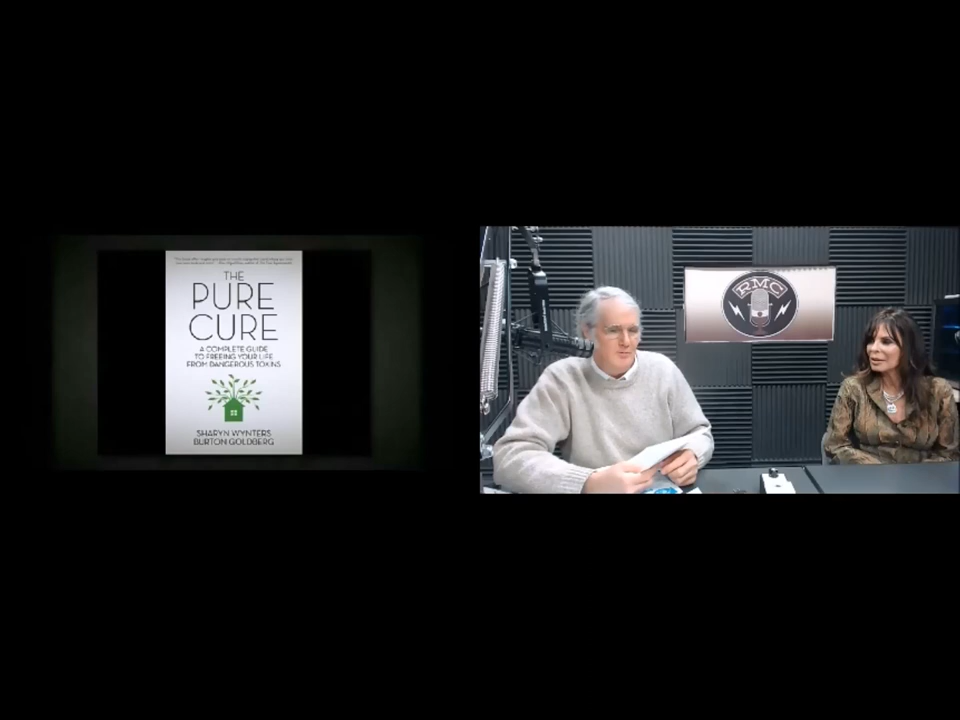 THE
PURE
CURE
A COMPLETE GUIDE
TO FREEING YOUR LIFE
FROM DANGEROUS TOXINS
SHARYN WYNTERS
BURTON GOLDBERG
RMC